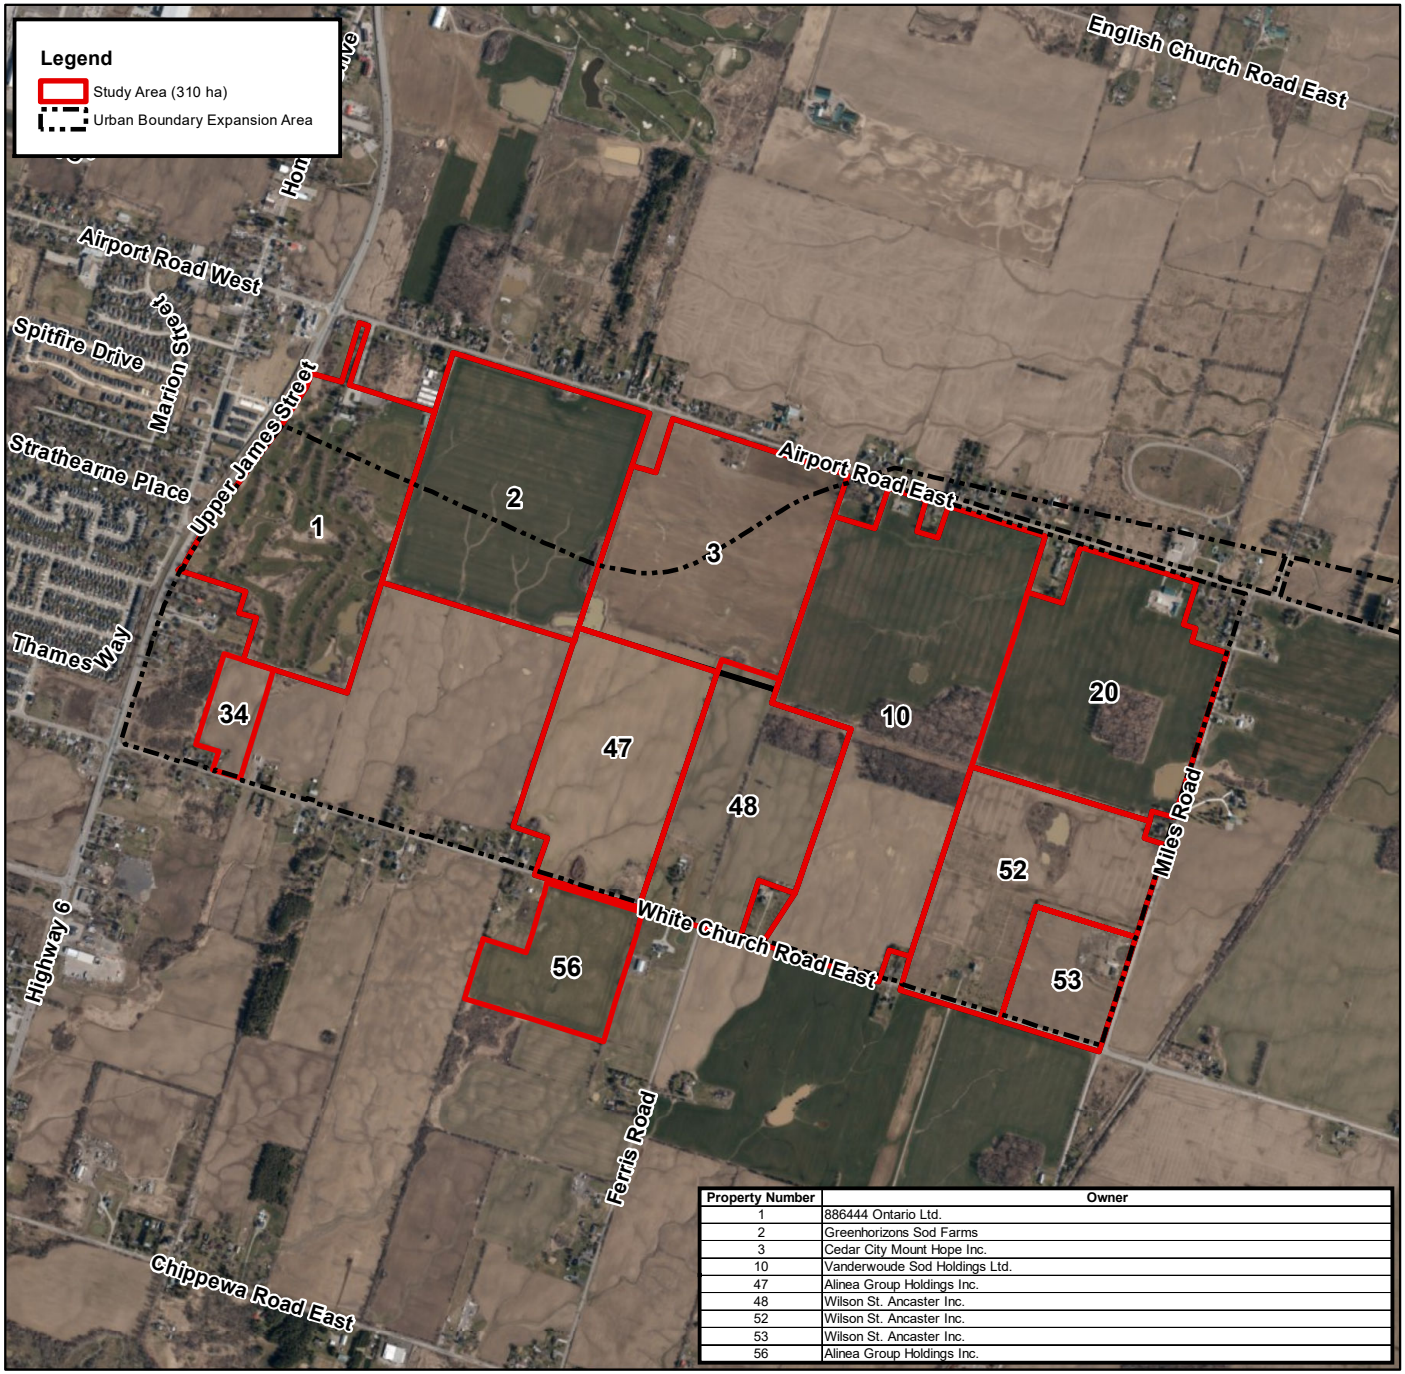 English Church Road East
Legend
Study Area (310 ha)
Urban Boundary Expansion Area
Airport Road West
Marion Street
Spitfire Drive
Upper James Street
Strathearne Place
Airport Road East
1
2
3
Thames Way
34
47
48
10
20
Miles Road
52
53
White Church Road East
56
Highway 6
Ferris Road
Chippewa Road East
Property Number Owner
1 886444 Ontario Ltd.
2 Greenhorizons Sod Farms
3 Cedar City Mount Hope Inc.
10 Vanderwoude Sod Holdings Ltd.
47 Alinea Group Holdings Inc.
48 Wilson St. Ancaster Inc.
52 Wilson St. Ancaster Inc.
53 Wilson St. Ancaster Inc.
56 Alinea Group Holdings Inc.